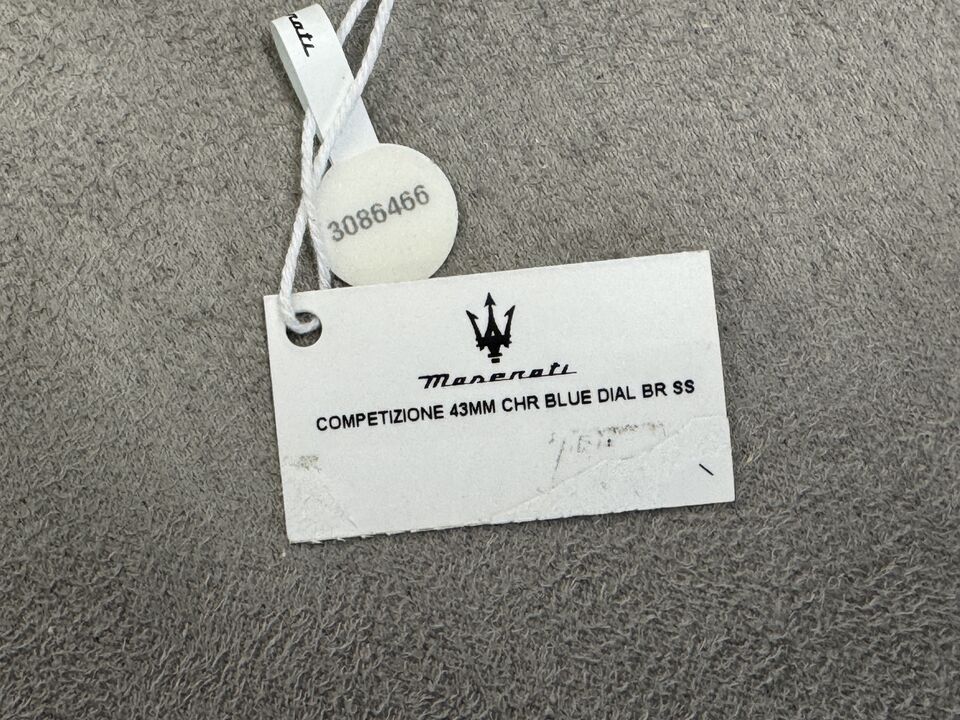 3086466
Maserati
COMPETIZIONE 43MM CHR BLUE DIAL BR SS